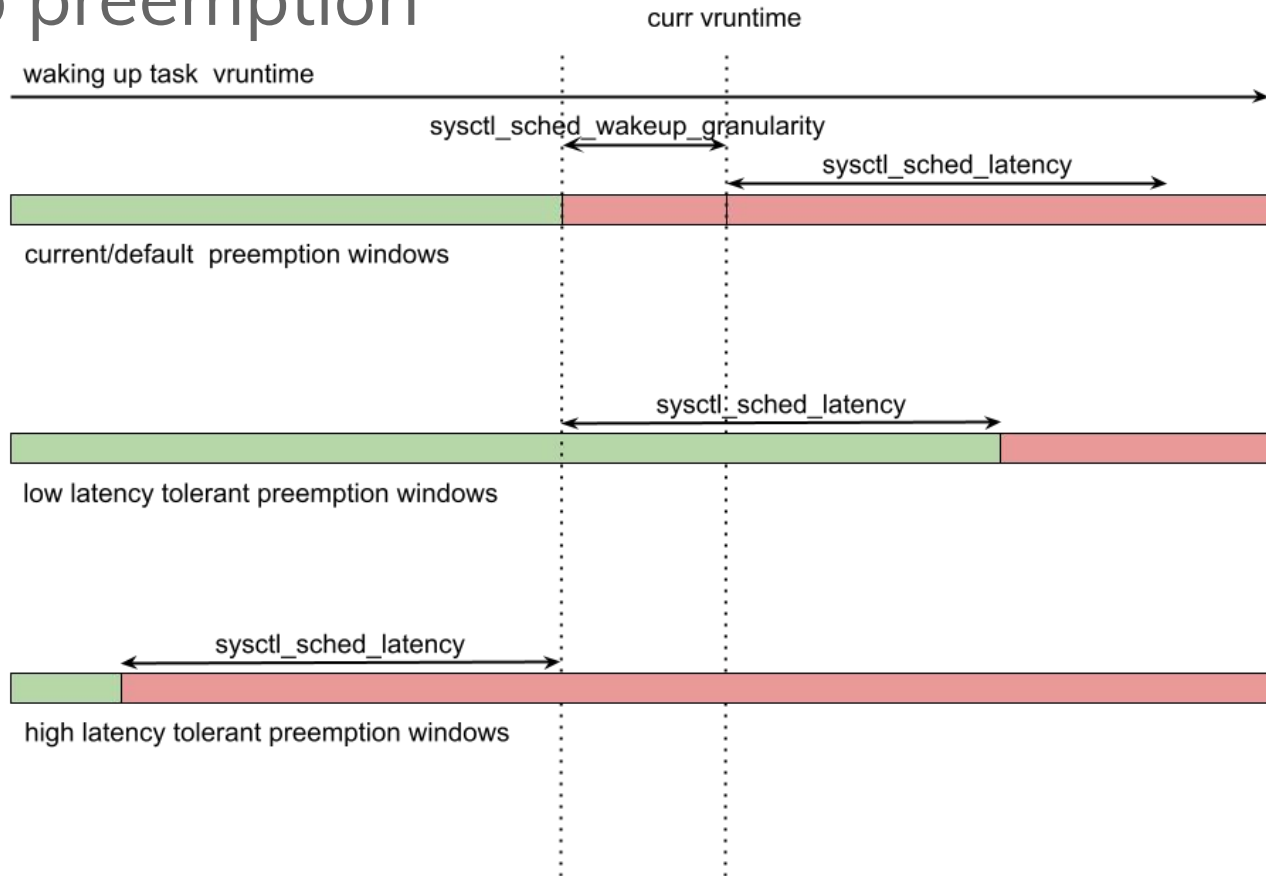 preemption
curr vruntime
waking up task vruntime
sysctl_sched_wakeup_granularity
sysctl_sched_latency
current/default preemption windows
sysctl_sched_latency
low latency tolerant preemption windows
sysctl_sched_latency
high latency tolerant preemption windows